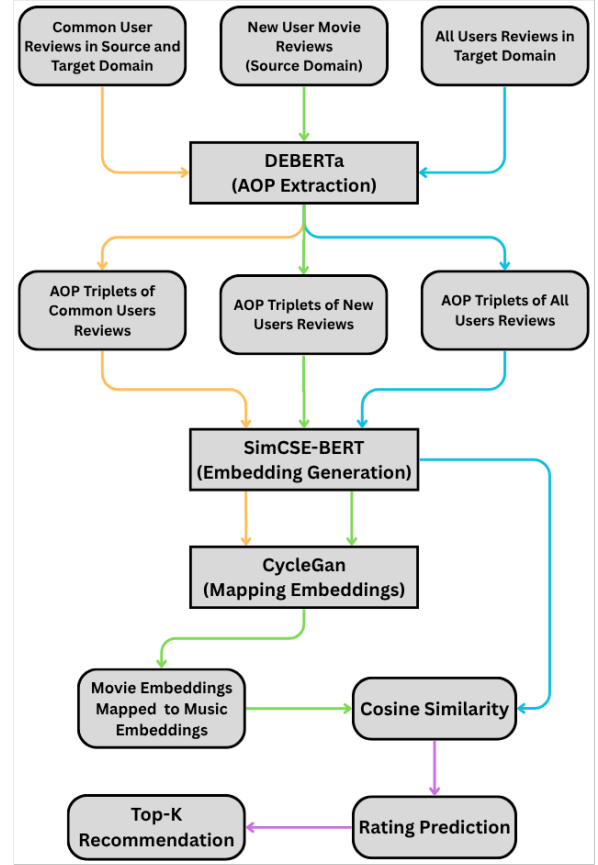 Common User
Reviews in Source and
Target Domain
New User Movie
Reviews
(Source Domain)
All Users Reviews in
Target Domain
DEBERTa
(AOP Extraction)
AOP Triplets of
Common Users
Reviews
AOP Triplets of New
Users Reviews
AOP Triplets of All
Users Reviews
SimCSE-BERT
(Embedding Generation)
CycleGan
(Mapping Embeddings)
Movie Embeddings
Mapped to Music
Embeddings
Cosine Similarity
Top-K
Recommendation
Rating Prediction